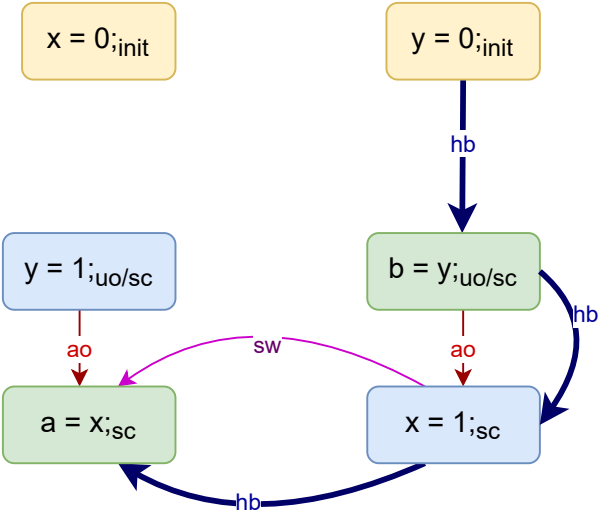 x = 0;init
y = 0;init
hb
y = 1;uo/sc
b = y;uo/sc
hb
ao
sw
ao
a = x;sc
x = 1;sc
hb